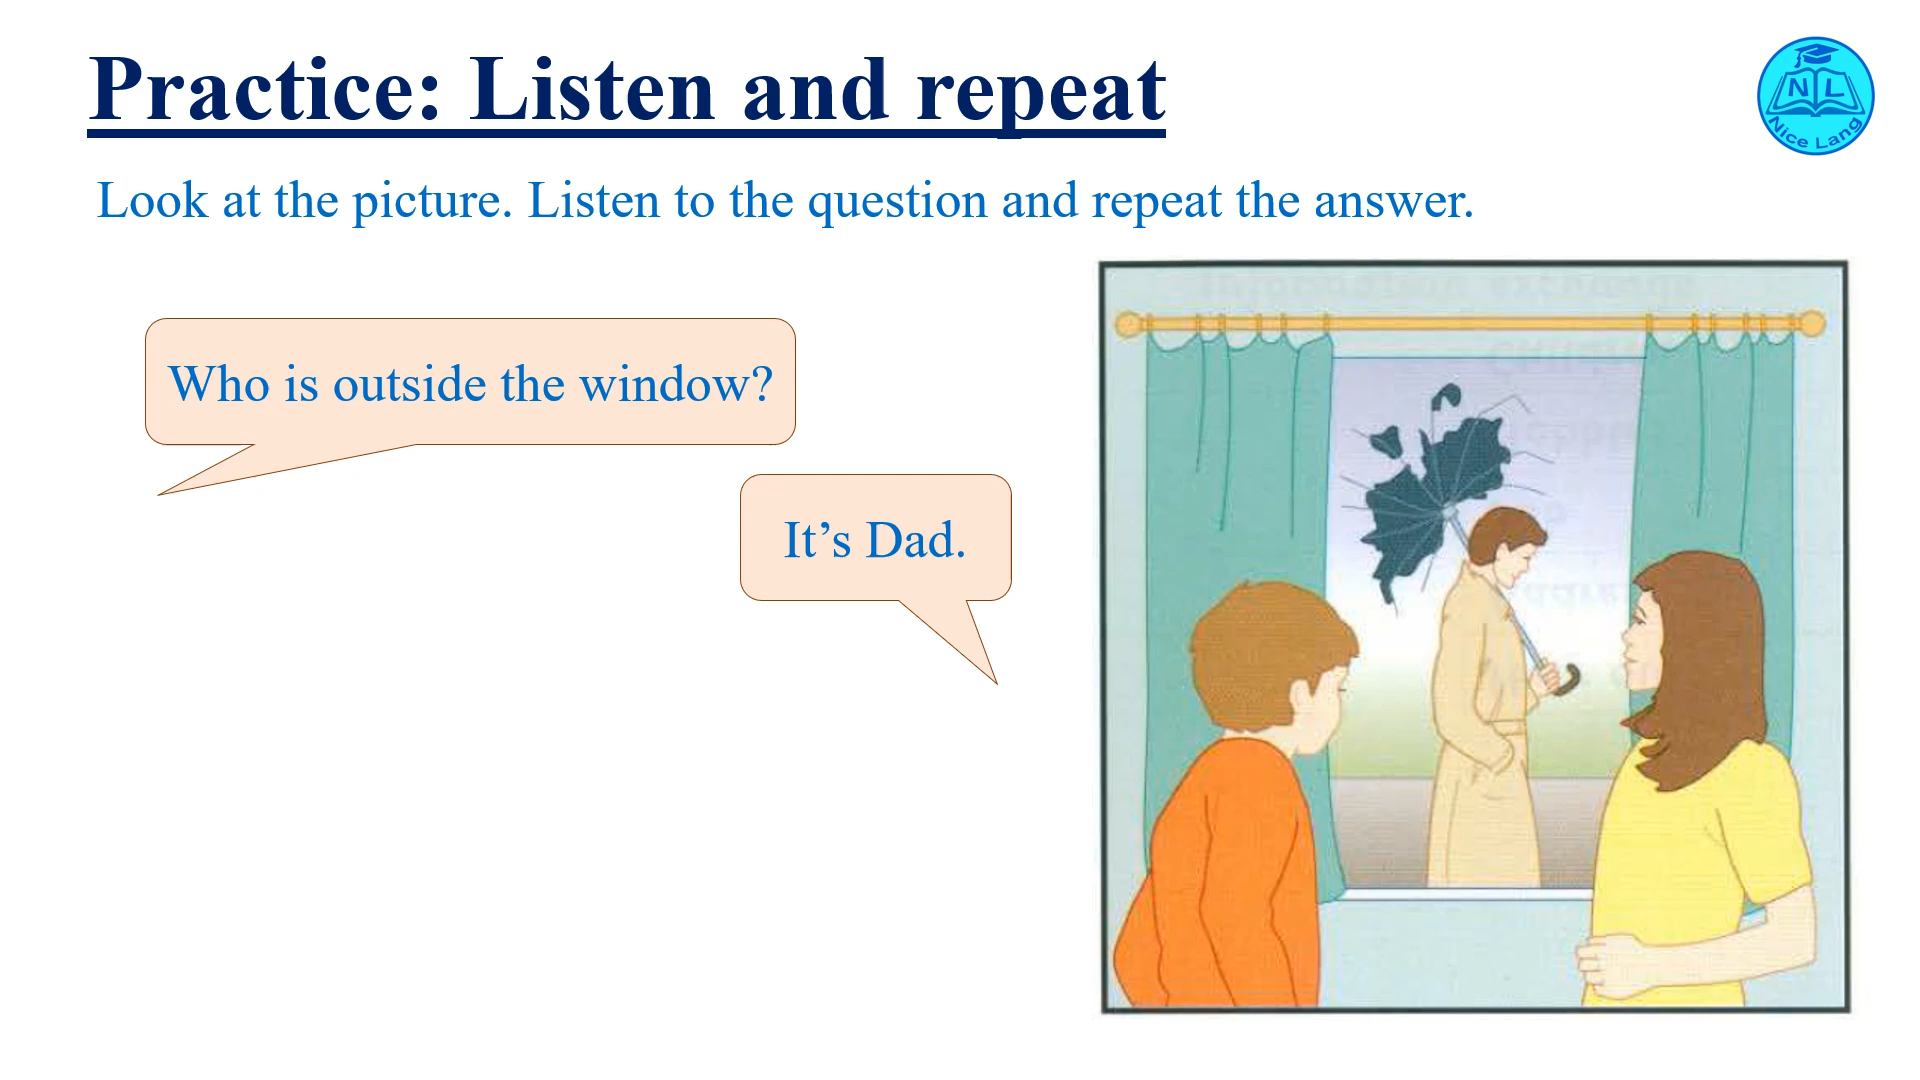 Practice: Listen and repeat
N L
Nice Lang
Look at the picture. Listen to the question and repeat the answer.
Who is outside the window?
It’s Dad.